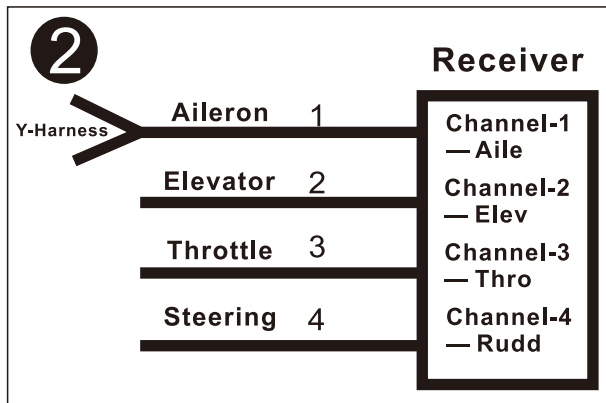 2
Receiver
Y-Harness
Aileron 1
Channel-1
— Aile
Elevator 2
Channel-2
— Elev
Throttle 3
Channel-3
— Thro
Steering 4
Channel-4
— Rudd